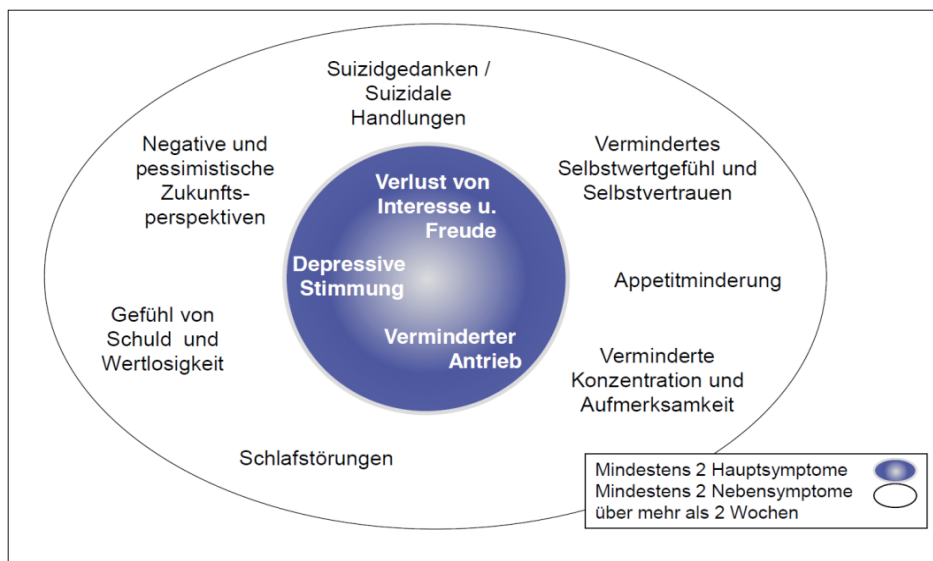 Suizidgedanken /
Suizidale
Handlungen
Negative und
pessimistische
Zukunfts-
perspektiven
Vermindertes
Selbstwertgefühl und
Selbstvertrauen
Verlust von
Interesse u.
Freude
Depressive
Stimmung
Appetitminderung
Gefühl von
Schuld und
Wertlosigkeit
Verminderter
Antrieb
Verminderte
Konzentration und
Aufmerksamkeit
Schlafstörungen
Mindestens 2 Hauptsymptome
Mindestens 2 Nebensymptome
über mehr als 2 Wochen